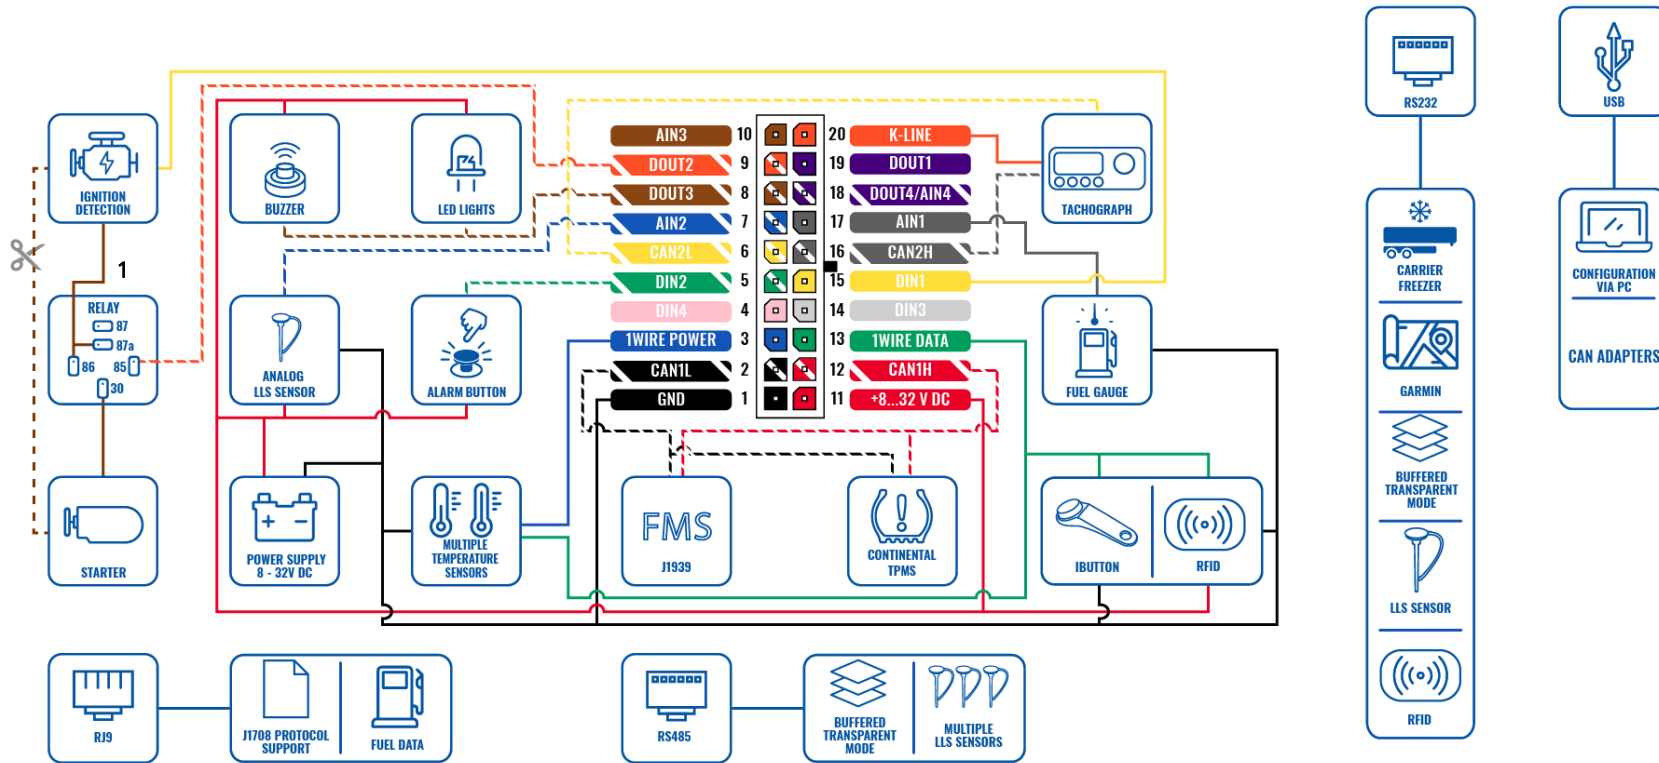 RS232
USB
IGNITION
DETECTION
BUZZER
LED LIGHTS
AIN3 10
DOUT2 9
DOUT3 8
AIN2 7
CAN2L 6
DIN2 5
DIN4 4
1WIRE POWER 3
CAN1L 2
GND 1
20 K-LINE
19 DOUT1
18 DOUT4/AIN4
17 AIN1
16 CAN2H
15 DIN1
14 DIN3
13 1WIRE DATA
12 CAN1H
11 +8...32 V DC
TACHOGRAPH
1
RELAY
87
87a
86
85
30
ANALOG
LLS SENSOR
ALARM BUTTON
FUEL GAUGE
STARTER
POWER SUPPLY
8 - 32V DC
MULTIPLE
TEMPERATURE
SENSORS
FMS
J1939
CONTINENTAL
TPMS
IBUTTON
RFID
RJ9
J1708 PROTOCOL
SUPPORT
FUEL DATA
RS485
BUFFERED
TRANSPARENT
MODE
MULTIPLE
LLS SENSORS
CARRIER
FREEZER
GARMIN
BUFFERED
TRANSPARENT
MODE
LLS SENSOR
RFID
CONFIGURATION
VIA PC
CAN ADAPTERS